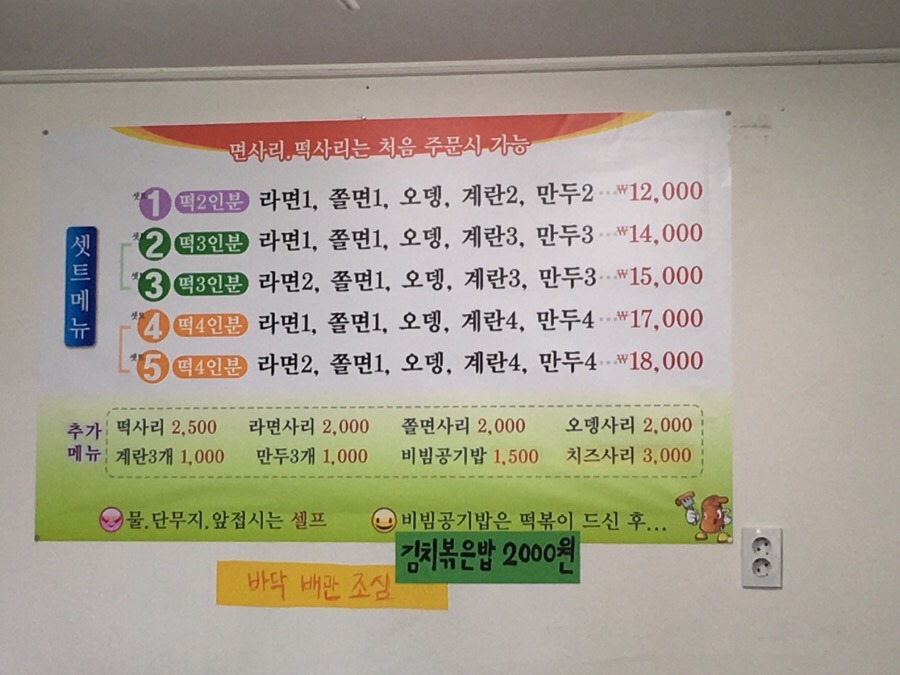 면사리.떡사리는 처음 주문시 가능
셋트메뉴
셋트 1 떡2인분 라면1, 쫄면1, 오뎅, 계란2, 만두2 ···₩12,000
셋트 2 떡3인분 라면1, 쫄면1, 오뎅, 계란3, 만두3 ···₩14,000
셋트 3 떡3인분 라면2, 쫄면1, 오뎅, 계란3, 만두3 ···₩15,000
셋트 4 떡4인분 라면1, 쫄면1, 오뎅, 계란4, 만두4 ···₩17,000
셋트 5 떡4인분 라면2, 쫄면1, 오뎅, 계란4, 만두4 ···₩18,000
추가메뉴
떡사리 2,500 라면사리 2,000 쫄면사리 2,000 오뎅사리 2,000
계란3개 1,000 만두3개 1,000 비빔공기밥 1,500 치즈사리 3,000
물.단무지.앞접시는 셀프 비빔공기밥은 떡볶이 드신 후...
김치볶은밥 2000원
바닥 배관 조심